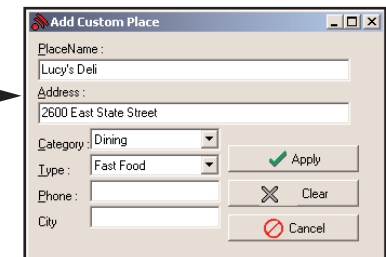 Add Custom Place
PlaceName :
Lucy's Deli
Address :
2600 East State Street
Category : Dining
Type : Fast Food
Phone :
City
Apply
Clear
Cancel